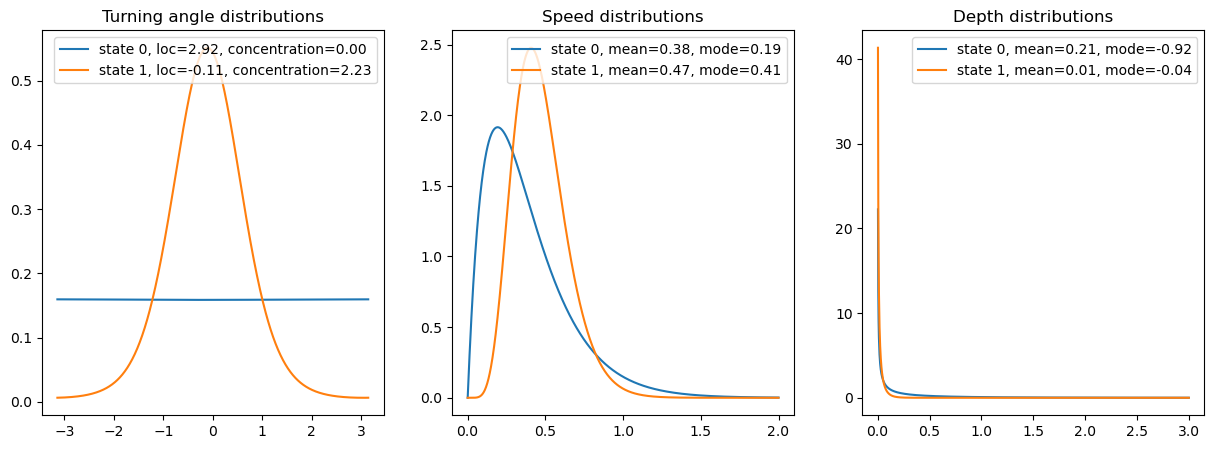 Turning angle distributions
state 0, loc=2.92, concentration=0.00
state 1, loc=-0.11, concentration=2.23
0.5
0.4
0.3
0.2
0.1
0.0
−3 −2 −1 0 1 2 3
Speed distributions
state 0, mean=0.38, mode=0.19
state 1, mean=0.47, mode=0.41
2.5
2.0
1.5
1.0
0.5
0.0
0.0 0.5 1.0 1.5 2.0
Depth distributions
state 0, mean=0.21, mode=-0.92
state 1, mean=0.01, mode=-0.04
40
30
20
10
0
0.0 0.5 1.0 1.5 2.0 2.5 3.0